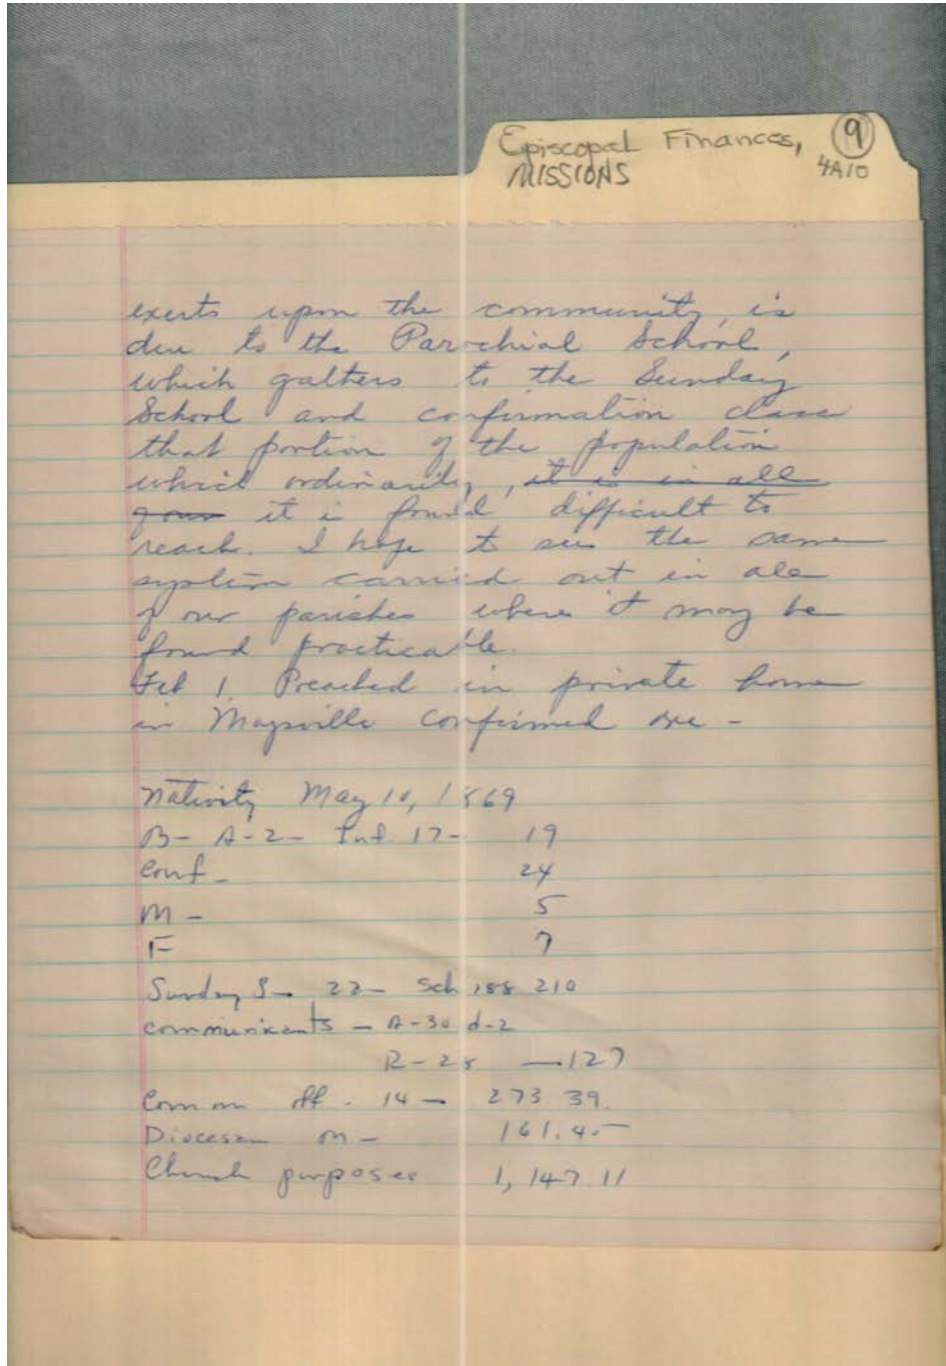 Episcopal Finances, 9
MISSIONS 4A10
exerts upon the community, is
due to the Parochial School,
which gathers to the Sunday
School and confirmation class
that portion of the population
which ordinarily, it is in all
it is found difficult to
reach. I hope to see the same
system carried out in all
of our parishes where it may be
found practicable.
Feb 1 Preached in private home
in Maysville Confirmed one -
Nativity May 10, 1869
B- A-2- Inf. 17- 19
Conf- 24
M - 5
F 7
Sunday S- 22- Sch 188 210
communicants - A-30 d-2
R-28 - 127
Com on off. 14 - 273.39.
Diocesan m - 161.45
Church purposes 1,147 11